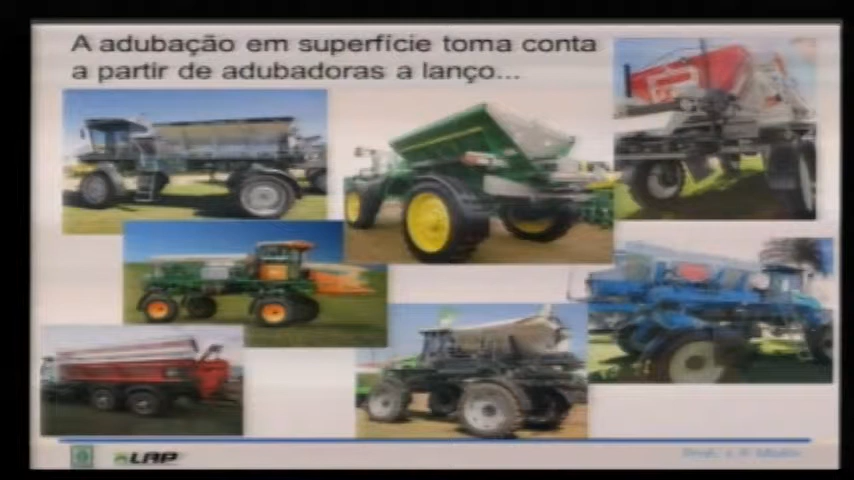 A adubação em superfície toma conta
a partir de adubadoras a lanço...
LAP